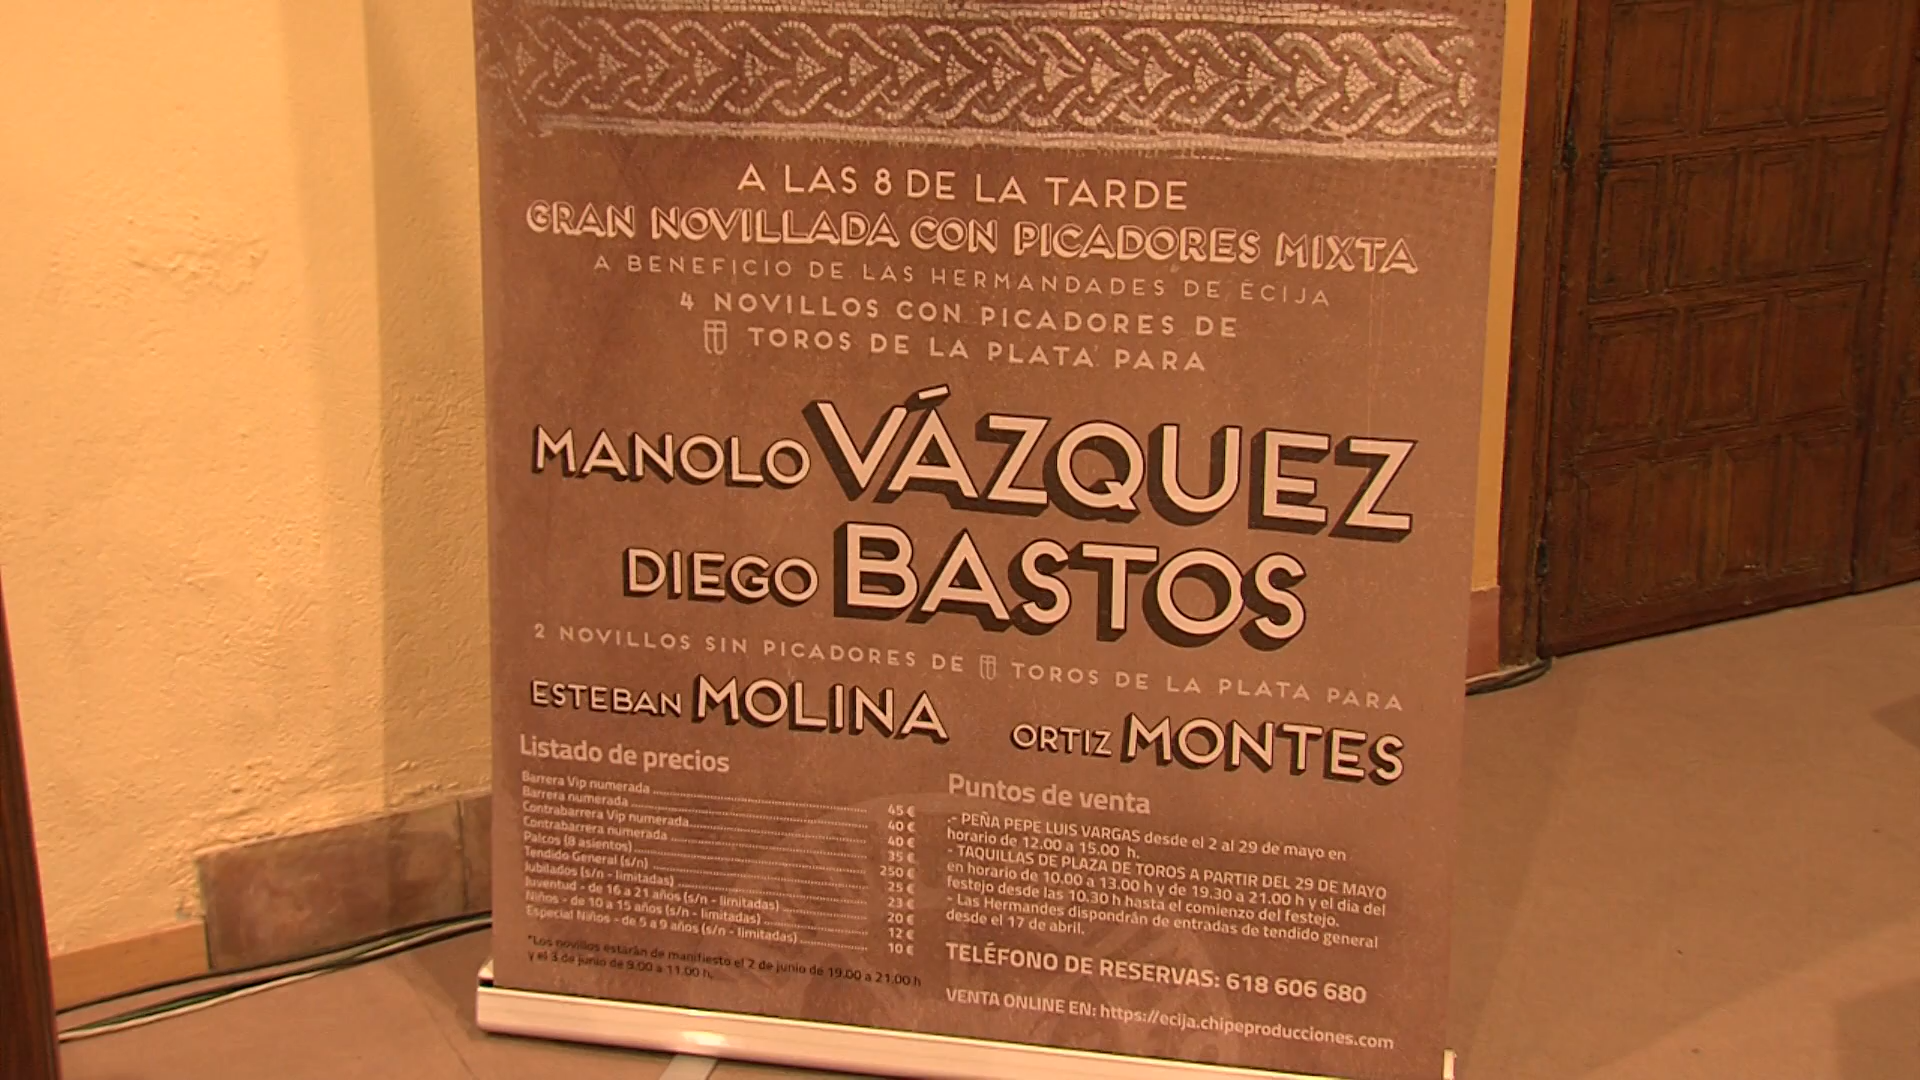 A LAS 8 DE LA TARDE
GRAN NOVILLADA CON PICADORES MIXTA
A BENEFICIO DE LAS HERMANDADES DE ÉCIJA
4 NOVILLOS CON PICADORES DE
TOROS DE LA PLATA PARA
MANOLO VÁZQUEZ
DIEGO BASTOS
2 NOVILLOS SIN PICADORES DE TOROS DE LA PLATA PARA
ESTEBAN MOLINA
ORTIZ MONTES
Listado de precios
Barrera Vip numerada 45 €
Barrera numerada 40 €
Contrabarrera Vip numerada 40 €
Contrabarrera numerada 35 €
Palcos (8 asientos) 250 €
Tendido General (s/n) 25 €
Jubilados (s/n - limitadas) 23 €
Juventud - de 16 a 21 años (s/n - limitadas) 20 €
Niños - de 10 a 15 años (s/n - limitadas) 12 €
Especial Niños - de 5 a 9 años (s/n - limitadas) 10 €
*Los novillos estarán de manifiesto el 2 de junio de 19.00 a 21.00 h
y el 3 de junio de 9.00 a 11.00 h.
Puntos de venta
.- PEÑA PEPE LUIS VARGAS desde el 2 al 29 de mayo en
horario de 12.00 a 15.00 h.
- TAQUILLAS DE PLAZA DE TOROS A PARTIR DEL 29 DE MAYO
en horario de 10.00 a 13.00 h y de 19.30 a 21.00 h y el día del
festejo desde las 10.30 h hasta el comienzo del festejo.
- Las Hermandes dispondrán de entradas de tendido general
desde el 17 de abril.
TELÉFONO DE RESERVAS: 618 606 680
VENTA ONLINE EN: https://ecija.chipeproducciones.com